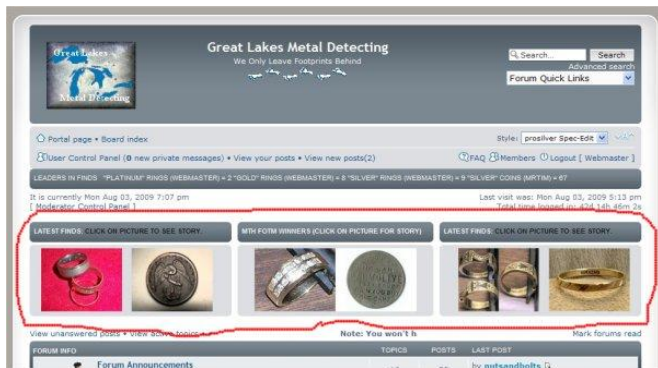 Great Lakes
Metal Detecting
Great Lakes Metal Detecting
We Only Leave Footprints Behind
Search... Search
Advanced search
Forum Quick Links
Portal page • Board index
Style: prosilver Spec-Edit
User Control Panel (0 new private messages) • View your posts • View new posts(2)
FAQ Members Logout [ Webmaster ]
LEADERS IN FINDS "PLATINUM" RINGS (WEBMASTER) = 2 "GOLD" RINGS (WEBMASTER) = 8 "SILVER" RINGS (WEBMASTER) = 9 "SILVER" COINS (MRTIM) = 67
It is currently Mon Aug 03, 2009 7:07 pm
Last visit was: Mon Aug 03, 2009 5:13 pm
[ Moderator Control Panel ]
Total time logged in: 42d 14h 46m 2s
LATEST FINDS: CLICK ON PICTURE TO SEE STORY.
MTH FOTM WINNERS (CLICK ON PICTURE FOR STORY)
LATEST FINDS: CLICK ON PICTURE TO SEE STORY.
View unanswered posts • View active topics
Note: You won't h
Mark forums read
FORUM INFO TOPICS POSTS LAST POST
Forum Announcements
by nutsandbolts